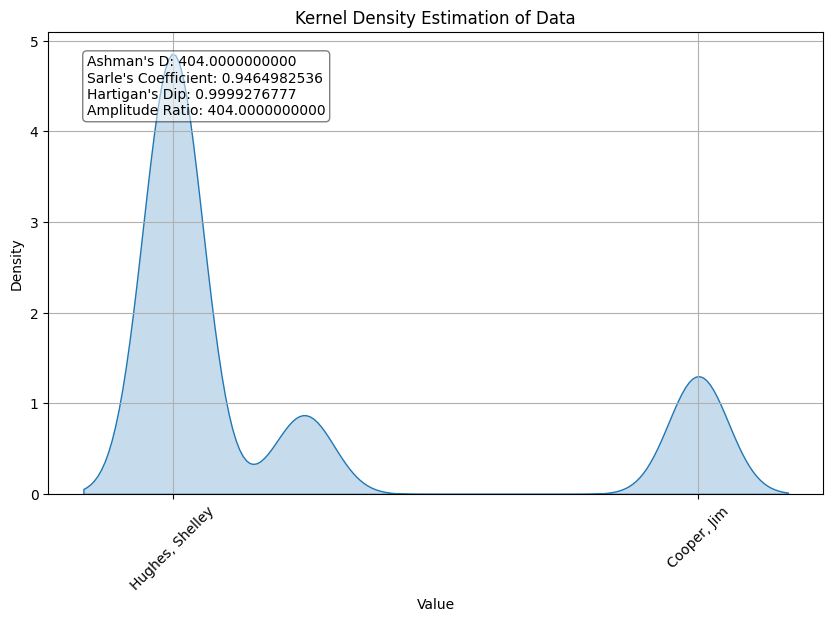 Kernel Density Estimation of Data
5
Ashman's D: 404.0000000000
Sarle's Coefficient: 0.9464982536
Hartigan's Dip: 0.9999276777
Amplitude Ratio: 404.0000000000
4
3
Density
2
1
0
Hughes, Shelley
Cooper, Jim
Value